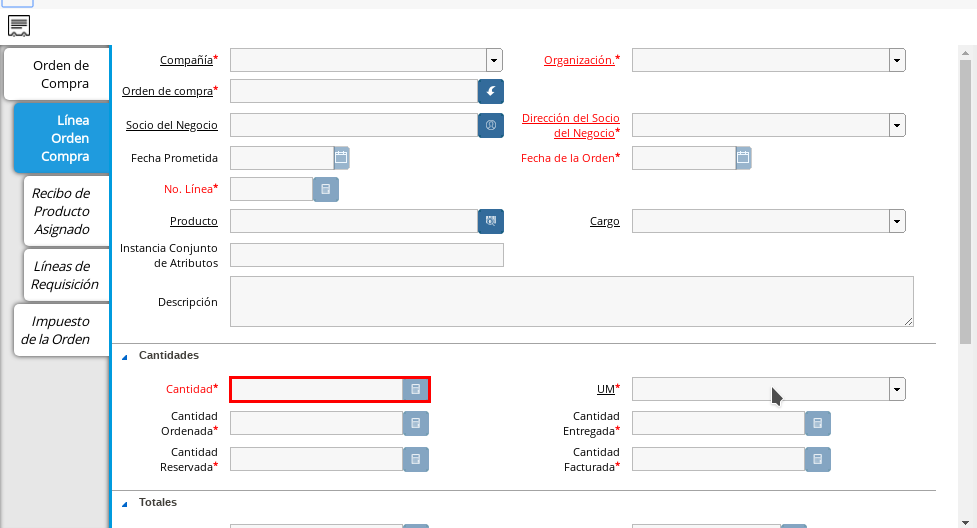 Orden de
Compra
Línea
Orden
Compra
Recibo de
Producto
Asignado
Líneas de
Requisición
Impuesto
de la Orden
Compañía*
Organización.*
Orden de compra*
Socio del Negocio
Dirección del Socio
del Negocio*
Fecha Prometida
Fecha de la Orden*
No. Línea*
Producto
Cargo
Instancia Conjunto
de Atributos
Descripción
Cantidades
Cantidad*
UM*
Cantidad
Ordenada*
Cantidad
Entregada*
Cantidad
Reservada*
Cantidad
Facturada*
Totales